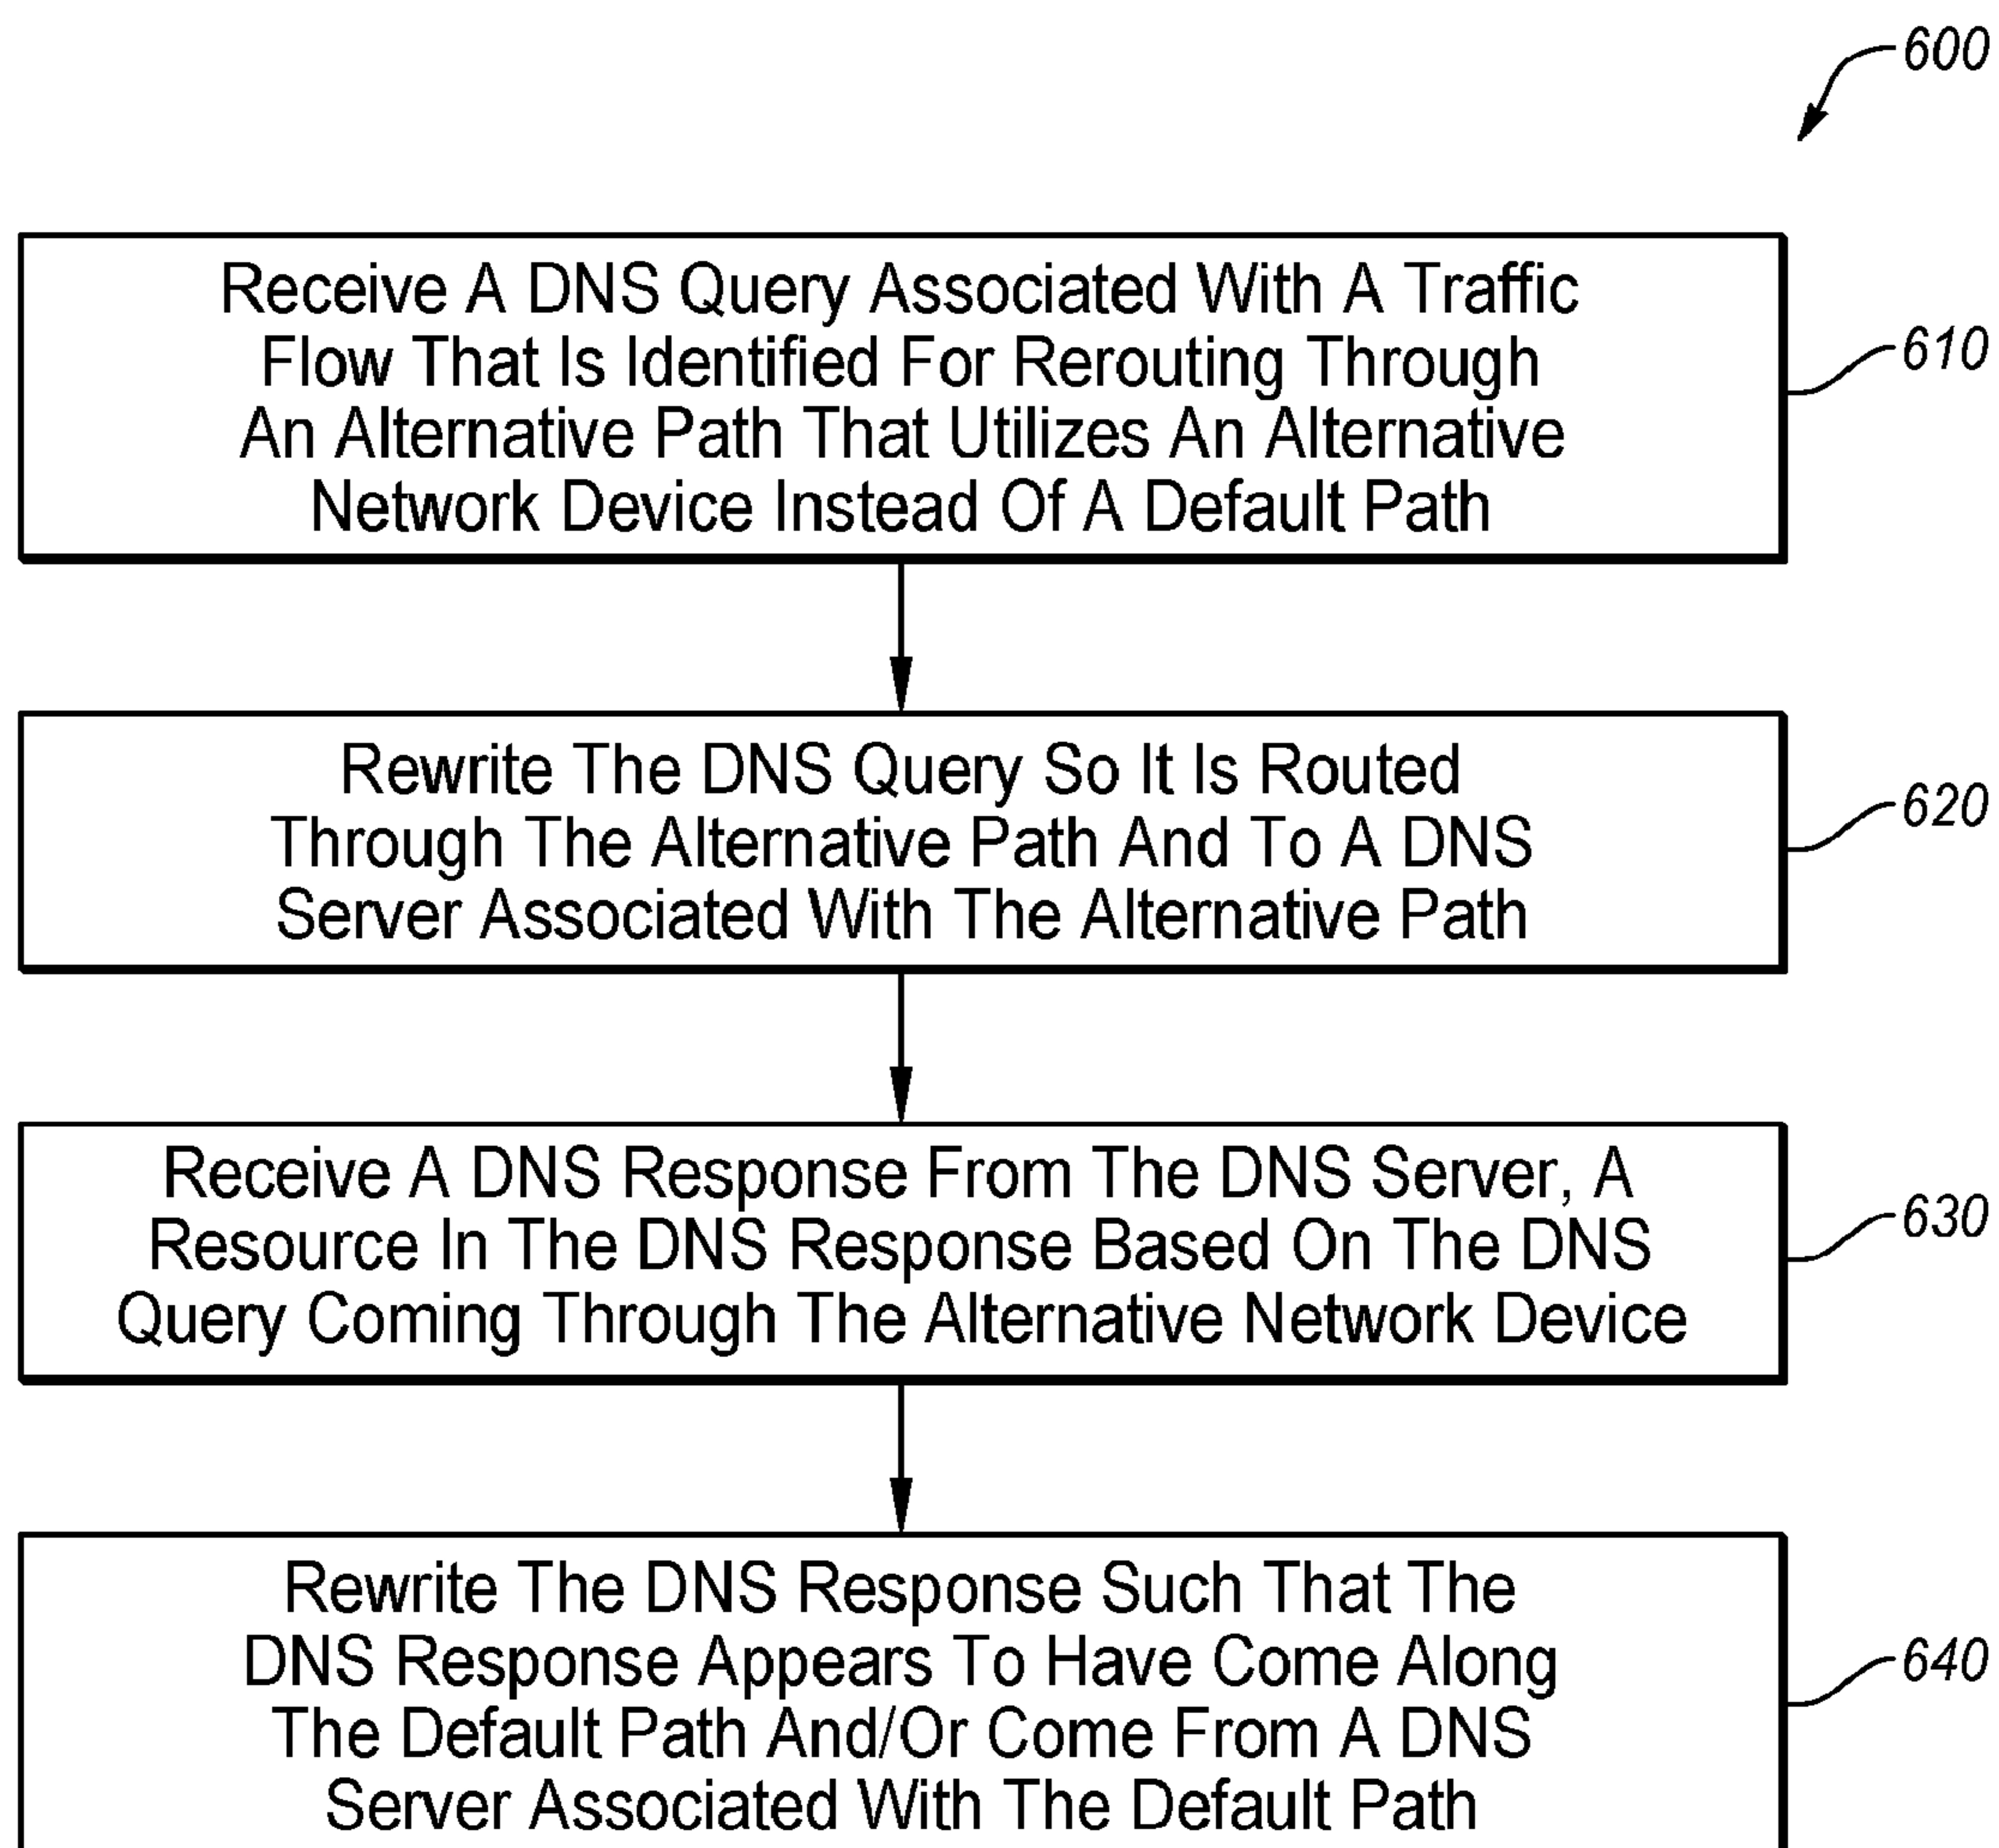 600
Receive A DNS Query Associated With A Traffic
Flow That Is Identified For Rerouting Through
An Alternative Path That Utilizes An Alternative
Network Device Instead Of A Default Path
610
Rewrite The DNS Query So It Is Routed
Through The Alternative Path And To A DNS
Server Associated With The Alternative Path
620
Receive A DNS Response From The DNS Server, A
Resource In The DNS Response Based On The DNS
Query Coming Through The Alternative Network Device
630
Rewrite The DNS Response Such That The
DNS Response Appears To Have Come Along
The Default Path And/Or Come From A DNS
Server Associated With The Default Path
640